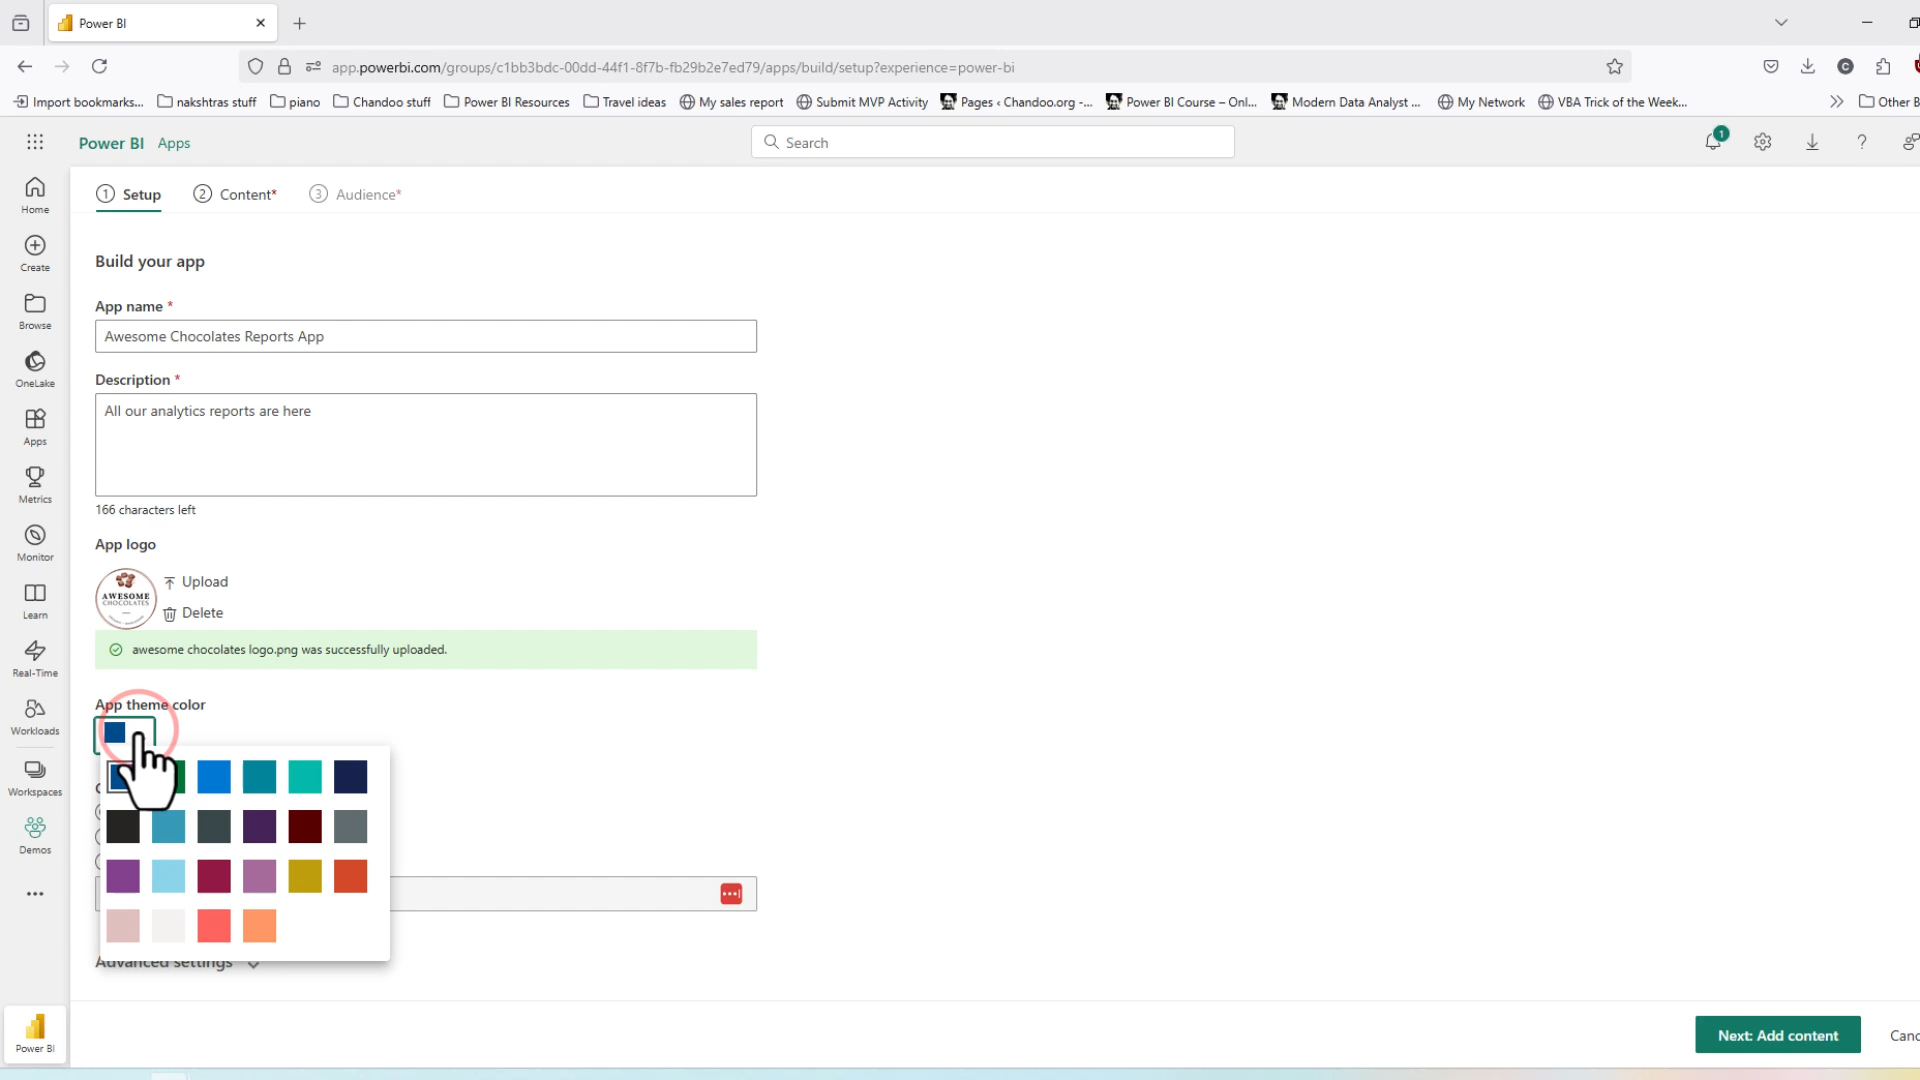 Power BI
app.powerbi.com/groups/c1bb3bdc-00dd-44f1-8f7b-fb29b2e7ed79/apps/build/setup?experience=power-bi
Import bookmarks... nakshtras stuff piano Chandoo stuff Power BI Resources Travel ideas My sales report Submit MVP Activity Pages ‹ Chandoo.org -... Power BI Course – Onl... Modern Data Analyst ... My Network VBA Trick of the Week... Other B
Power BI Apps Search 1
1 Setup 2 Content* 3 Audience*
Home
Create
Browse
OneLake
Apps
Metrics
Monitor
Learn
Real-Time
Workloads
Workspaces
Demos
Power BI
Build your app
App name *
Awesome Chocolates Reports App
Description *
All our analytics reports are here
166 characters left
App logo
AWESOME
CHOCOLATES
Upload
Delete
awesome chocolates logo.png was successfully uploaded.
App theme color
Advanced settings
Next: Add content Canc